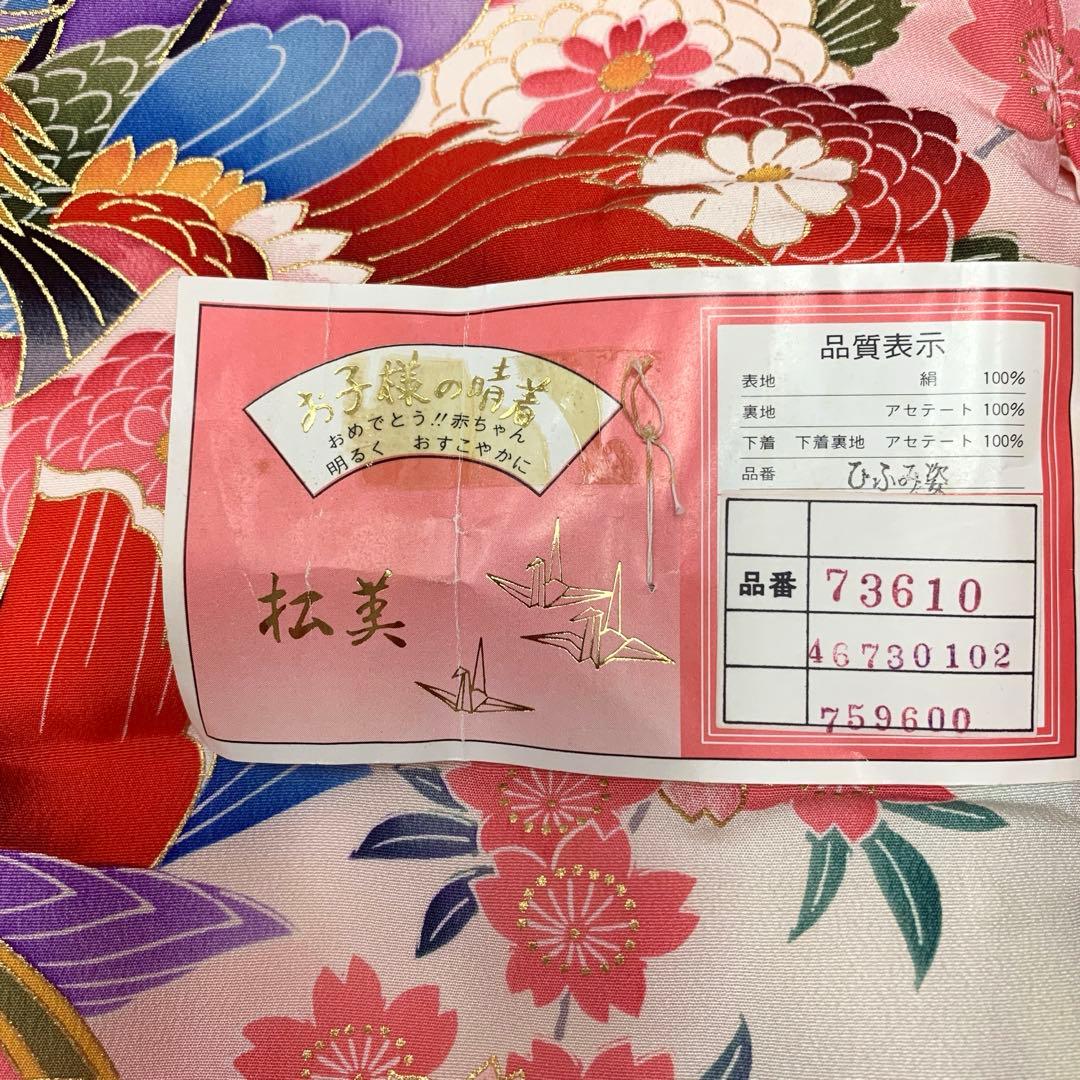 お子様の晴着
おめでとう!!赤ちゃん
明るく おすこやかに
松美
品質表示
表地 絹 100%
裏地 アセテート 100%
下着 下着裏地 アセテート 100%
品番 ひふみ姿
品番 73610
46730102
759600